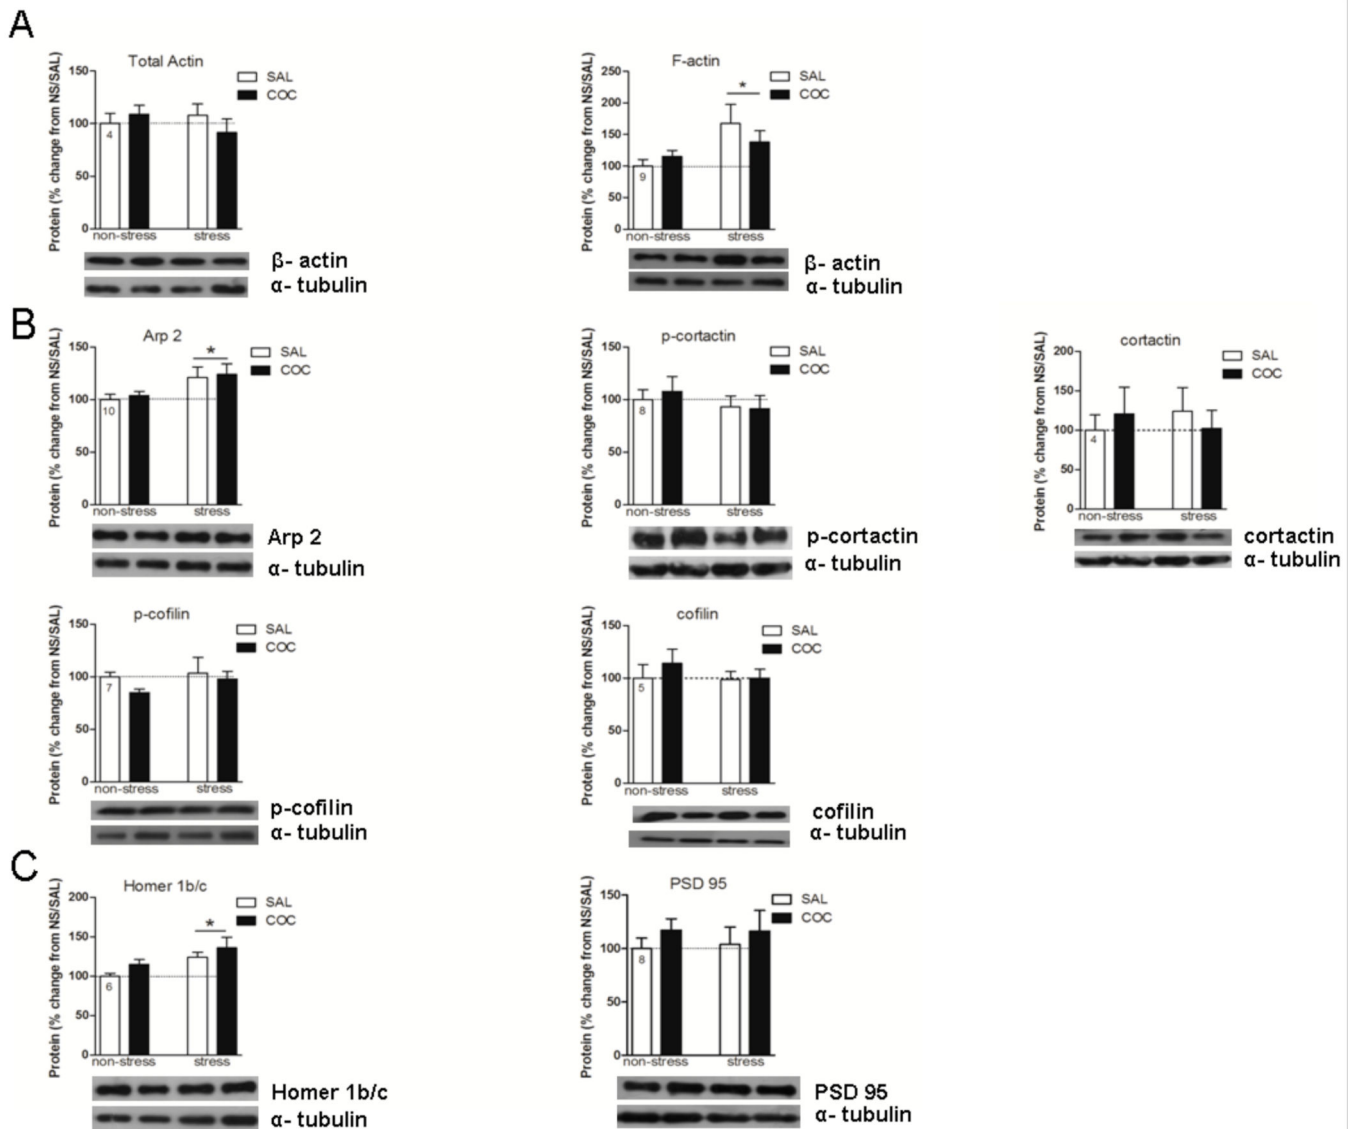 A
Total Actin
Protein (% change from NS/SAL)
150
100
50
0
4
SAL
COC
non-stress
stress
β- actin
α- tubulin
F-actin
Protein (% change from NS/SAL)
250
200
150
100
50
0
9
*
SAL
COC
non-stress
stress
β- actin
α- tubulin
B
Arp 2
Protein (% change from NS/SAL)
150
100
50
0
10
*
SAL
COC
non-stress
stress
Arp 2
α- tubulin
p-cortactin
Protein (% change from NS/SAL)
150
100
50
0
8
SAL
COC
non-stress
stress
p-cortactin
α- tubulin
cortactin
Protein (% change from NS/SAL)
200
150
100
50
0
4
SAL
COC
non-stress
stress
cortactin
α- tubulin
p-cofilin
Protein (% change from NS/SAL)
150
100
50
0
7
SAL
COC
non-stress
stress
p-cofilin
α- tubulin
cofilin
Protein (% change from NS/SAL)
150
100
50
0
5
SAL
COC
non-stress
stress
cofilin
α- tubulin
C
Homer 1b/c
Protein (% change from NS/SAL)
200
150
100
50
0
6
*
SAL
COC
non-stress
stress
Homer 1b/c
α- tubulin
PSD 95
Protein (% change from NS/SAL)
150
100
50
0
8
SAL
COC
non-stress
stress
PSD 95
α- tubulin